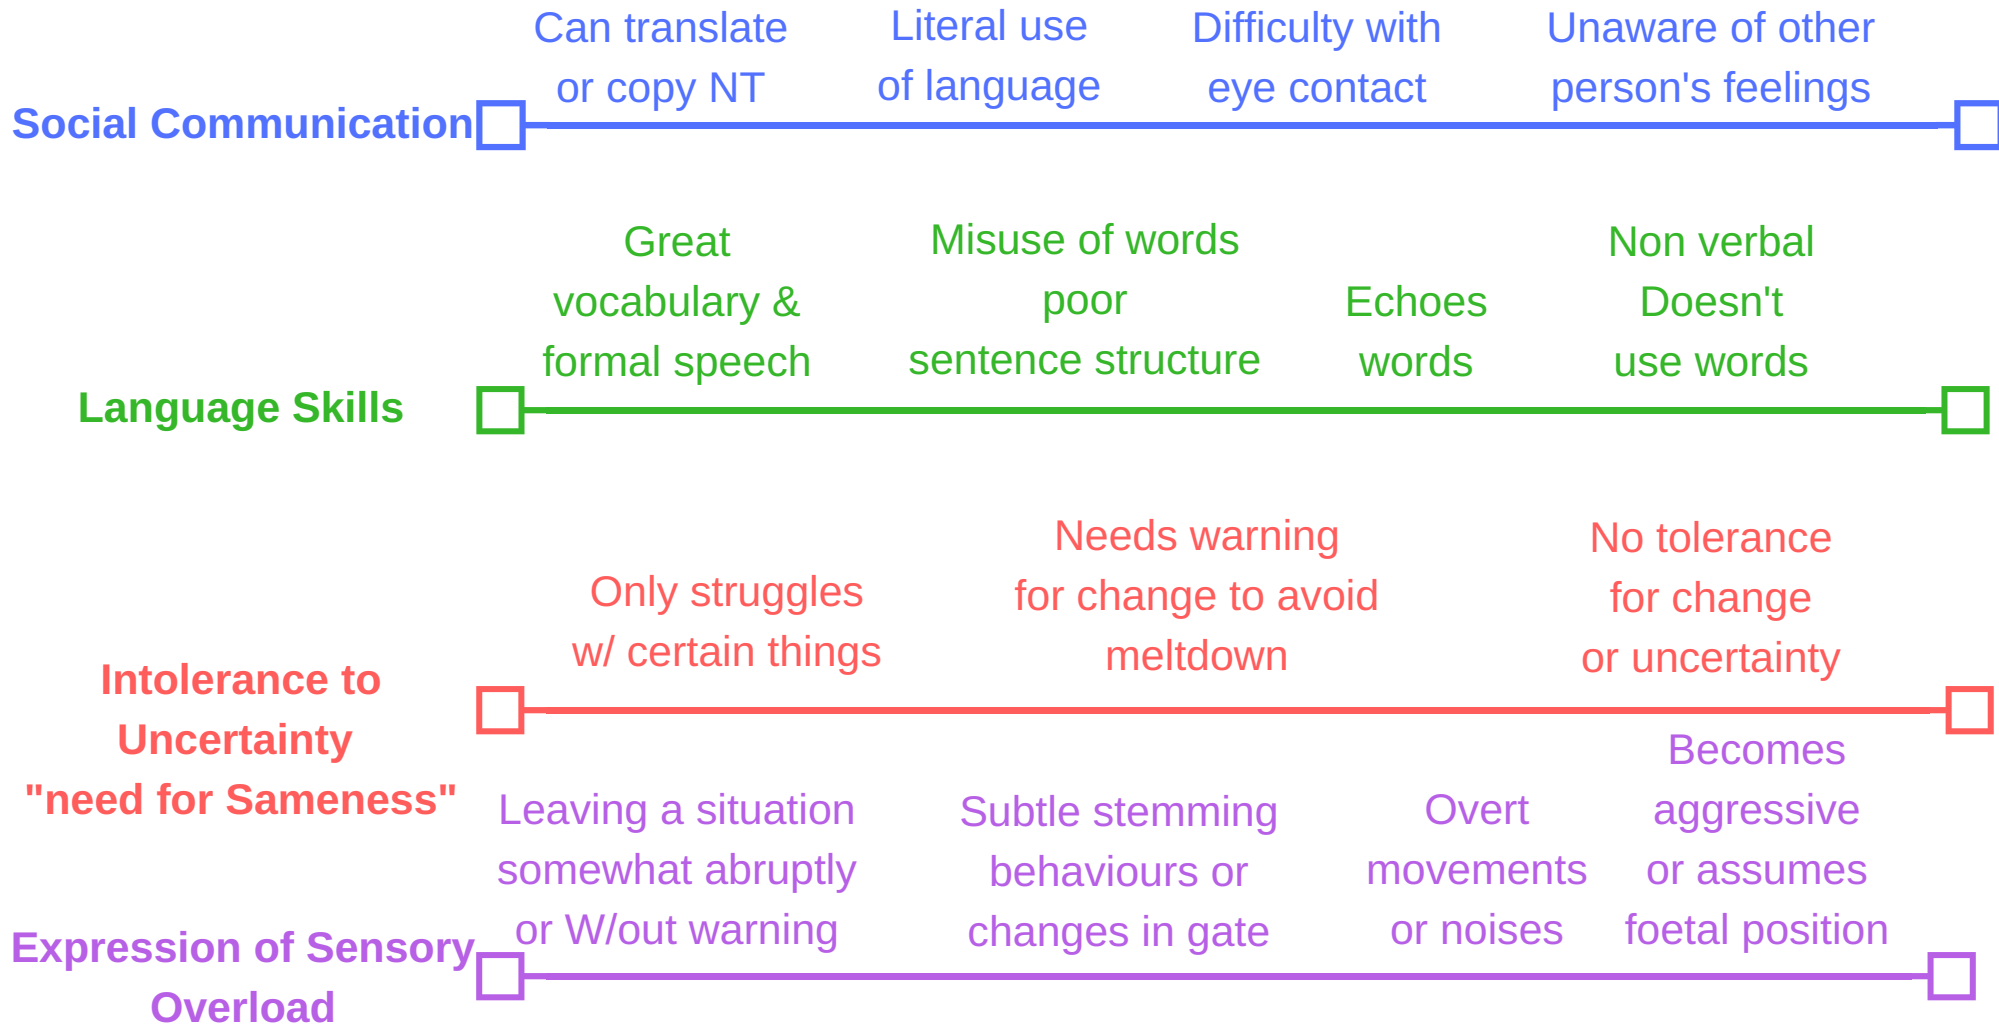 Social Communication
Can translate
or copy NT
Literal use
of language
Difficulty with
eye contact
Unaware of other
person's feelings
Language Skills
Great
vocabulary &
formal speech
Misuse of words
poor
sentence structure
Echoes
words
Non verbal
Doesn't
use words
Intolerance to
Uncertainty
"need for Sameness"
Only struggles
w/ certain things
Needs warning
for change to avoid
meltdown
No tolerance
for change
or uncertainty
Expression of Sensory
Overload
Leaving a situation
somewhat abruptly
or W/out warning
Subtle stemming
behaviours or
changes in gate
Overt
movements
or noises
Becomes
aggressive
or assumes
foetal position